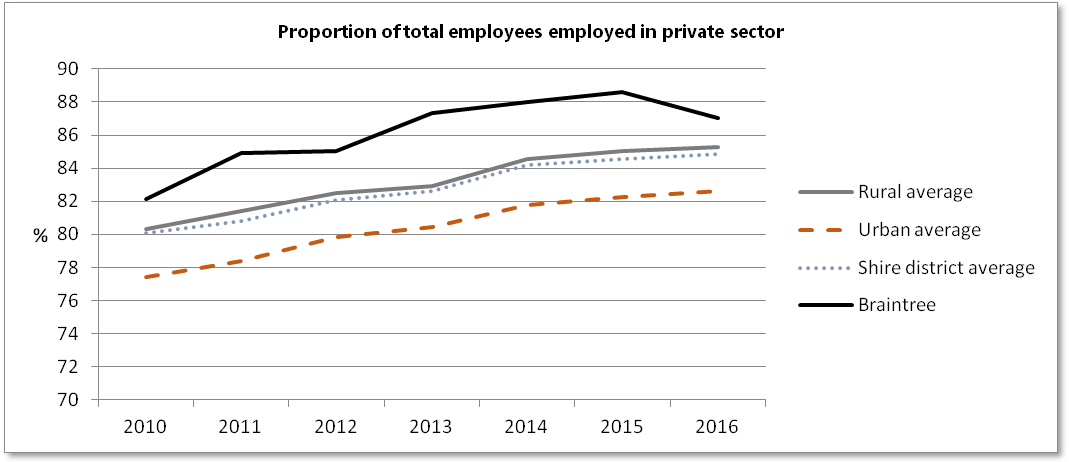 Proportion of total employees employed in private sector
90
88
86
84
82
80
78
76
74
72
70
%
2010 2011 2012 2013 2014 2015 2016
Rural average
Urban average
Shire district average
Braintree